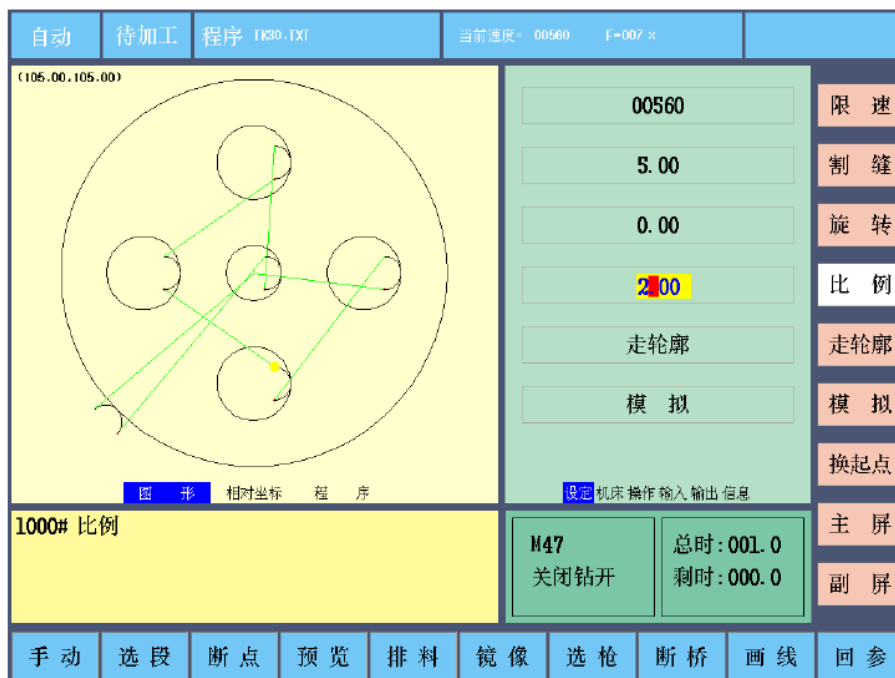 自动 待加工 程序 TK30.TXT 当前速度= 00560 F=007 %
(105.00,105.00)
图 形 相对坐标 程 序
00560
5.00
0.00
2.00
走轮廓
模 拟
设定 机床 操作 输入 输出 信息
限 速
割 缝
旋 转
比 例
走轮廓
模 拟
换起点
主 屏
副 屏
1000# 比例
M47
关闭钻开
总时:001.0
剩时:000.0
手动 选段 断点 预览 排料 镜像 选枪 断桥 画线 回参